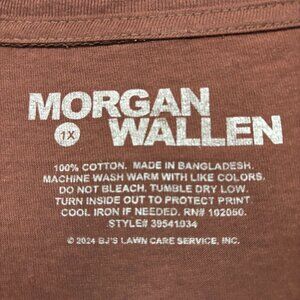 MORGAN
1X WALLEN
100% COTTON. MADE IN BANGLADESH.
MACHINE WASH WARM WITH LIKE COLORS.
DO NOT BLEACH. TUMBLE DRY LOW.
TURN INSIDE OUT TO PROTECT PRINT.
COOL IRON IF NEEDED. RN# 102050.
STYLE# 39541034
© 2024 BJ'S LAWN CARE SERVICE, INC.